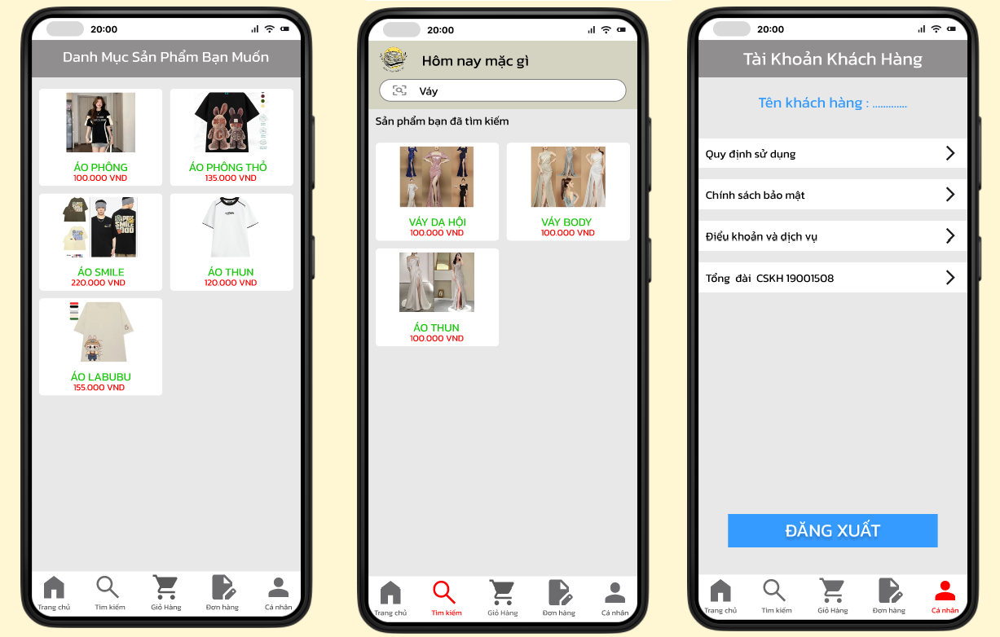 20:00
Danh Mục Sản Phẩm Bạn Muốn
ÁO PHÔNG
100.000 VND
ÁO PHÔNG THỎ
135.000 VND
ÁO SMILE
220.000 VND
ÁO THUN
120.000 VND
ÁO LABUBU
155.000 VND
Trang chủ
Tìm kiếm
Giỏ Hàng
Đơn hàng
Cá nhân
20:00
Hôm nay mặc gì
Váy
Sản phẩm bạn đã tìm kiếm
VÁY DẠ HỘI
100.000 VND
VÁY BODY
100.000 VND
ÁO THUN
100.000 VND
Trang chủ
Tìm kiếm
Giỏ Hàng
Đơn hàng
Cá nhân
20:00
Tài Khoản Khách Hàng
Tên khách hàng : .............
Quy định sử dụng
Chính sách bảo mật
Điều khoản và dịch vụ
Tổng đài CSKH 19001508
ĐĂNG XUẤT
Trang chủ
Tìm kiếm
Giỏ Hàng
Đơn hàng
Cá nhân